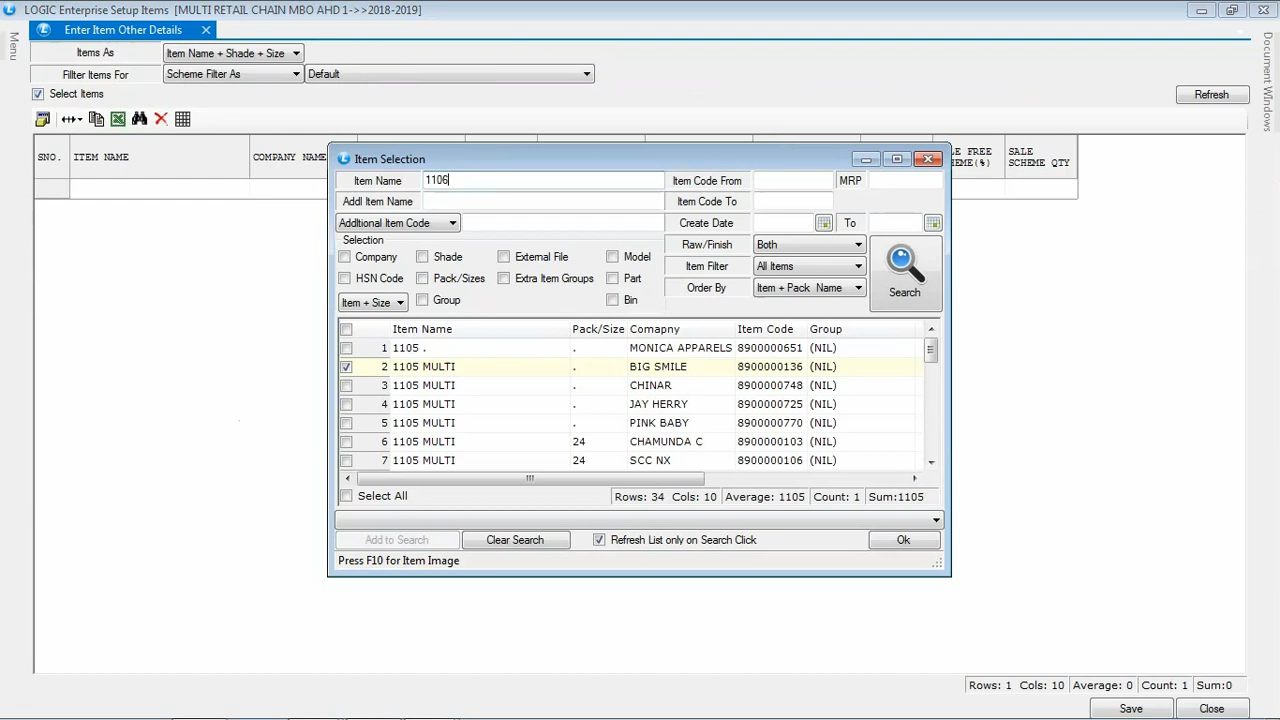 LOGIC Enterprise Setup Items [MULTI RETAIL CHAIN MBO AHD 1->>2018-2019]
Menu
Enter Item Other Details
Document Windows
Items As Item Name + Shade + Size
Fillter Items For Scheme Filter As Default
Select Items Refresh
SNO. ITEM NAME COMPANY NAME SALE SCHEME QTY
Item Selection
Item Name 1106 Item Code From MRP
Addl Item Name Item Code To
Addtional Item Code Create Date To
Selection Raw/Finish Both
Company Shade External File Model
Item Filter All Items
HSN Code Pack/Sizes Extra Item Groups Part
Order By Item + Pack Name Search
Item + Size Group Bin
Item Name Pack/Size Comapny Item Code Group
1 1105 . . MONICA APPARELS 8900000651 (NIL)
2 1105 MULTI . BIG SMILE 8900000136 (NIL)
3 1105 MULTI . CHINAR 8900000748 (NIL)
4 1105 MULTI . JAY HERRY 8900000725 (NIL)
5 1105 MULTI . PINK BABY 8900000770 (NIL)
6 1105 MULTI 24 CHAMUNDA C 8900000103 (NIL)
7 1105 MULTI 24 SCC NX 8900000106 (NIL)
Select All Rows: 34 Cols: 10 Average: 1105 Count: 1 Sum:1105
Add to Search Clear Search Refresh List only on Search Click Ok
Press F10 for Item Image
Rows: 1 Cols: 10 Average: 0 Count: 1 Sum:0
Save Close